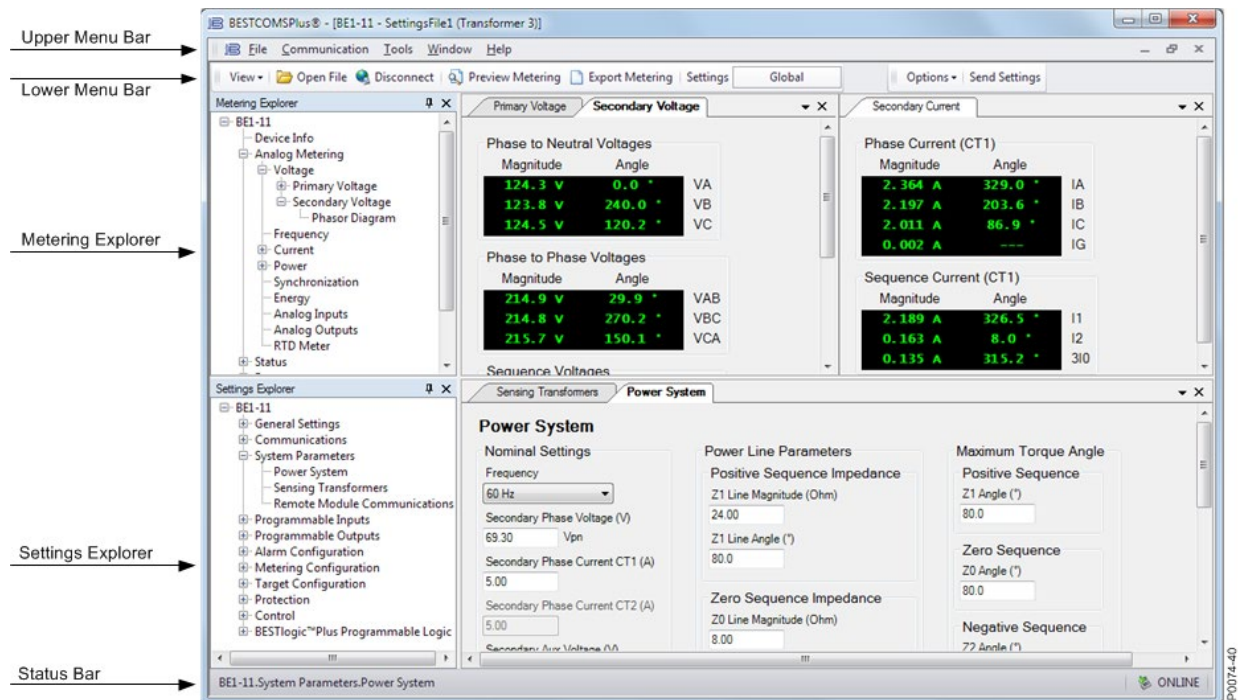 BESTCOMSPlus® - [BE1-11 - SettingsFile1 (Transformer 3)]
Upper Menu Bar
File Communication Tools Window Help
Lower Menu Bar
View Open File Disconnect Preview Metering Export Metering Settings Global Options Send Settings
Metering Explorer
Metering Explorer
BE1-11
Device Info
Analog Metering
Voltage
Primary Voltage
Secondary Voltage
Phasor Diagram
Frequency
Current
Power
Synchronization
Energy
Analog Inputs
Analog Outputs
RTD Meter
Status
Primary Voltage Secondary Voltage
Phase to Neutral Voltages
Magnitude Angle
124.3 V 0.0 ° VA
123.8 V 240.0 ° VB
124.5 V 120.2 ° VC
Phase to Phase Voltages
Magnitude Angle
214.9 V 29.9 ° VAB
214.8 V 270.2 ° VBC
215.7 V 150.1 ° VCA
Sequence Voltages
Secondary Current
Phase Current (CT1)
Magnitude Angle
2.364 A 329.0 ° IA
2.197 A 203.6 ° IB
2.011 A 86.9 ° IC
0.002 A --- IG
Sequence Current (CT1)
Magnitude Angle
2.189 A 326.5 ° I1
0.163 A 8.0 ° I2
0.135 A 315.2 ° 3I0
Settings Explorer
Settings Explorer
BE1-11
General Settings
Communications
System Parameters
Power System
Sensing Transformers
Remote Module Communications
Programmable Inputs
Programmable Outputs
Alarm Configuration
Metering Configuration
Target Configuration
Protection
Control
BESTlogic™Plus Programmable Logic
Sensing Transformers Power System
Power System
Nominal Settings
Frequency
60 Hz
Secondary Phase Voltage (V)
69.30 Vpn
Secondary Phase Current CT1 (A)
5.00
Secondary Phase Current CT2 (A)
5.00
Secondary Aux Voltage (V)
Power Line Parameters
Positive Sequence Impedance
Z1 Line Magnitude (Ohm)
24.00
Z1 Line Angle (°)
80.0
Zero Sequence Impedance
Z0 Line Magnitude (Ohm)
8.00
Maximum Torque Angle
Positive Sequence
Z1 Angle (°)
80.0
Zero Sequence
Z0 Angle (°)
80.0
Negative Sequence
Z2 Angle (°)
Status Bar
BE1-11.System Parameters.Power System
ONLINE
P0074-40